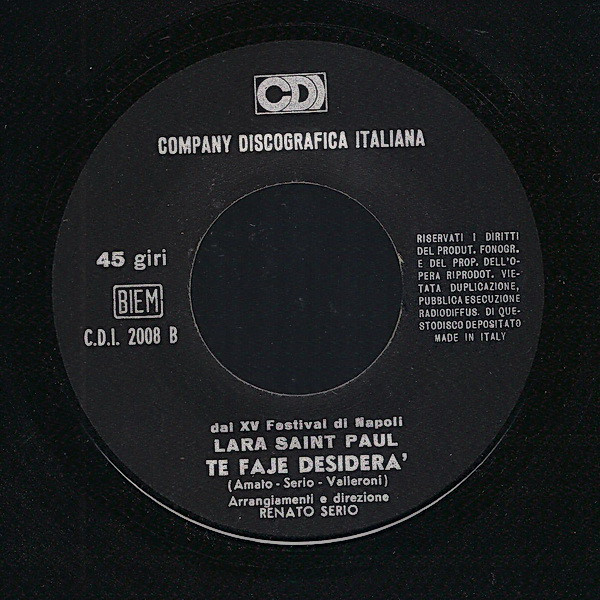 CDI
COMPANY DISCOGRAFICA ITALIANA
45 giri
BIEM
C.D.I. 2008 B
RISERVATI I DIRITTI
DEL PRODUT. FONOGR.
E DEL PROP. DELL'O-
PERA RIPRODOT. VIE-
TATA DUPLICAZIONE,
PUBBLICA ESECUZIONE
RADIODIFFUS. DI QUE-
STO DISCO DEPOSITATO
MADE IN ITALY
dal XV Festival di Napoli
LARA SAINT PAUL
TE FAJE DESIDERA'
(Amato - Serio - Valleroni)
Arrangiamenti e direzione
RENATO SERIO